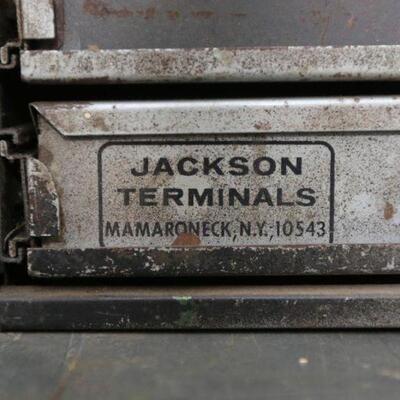 JACKSON
TERMINALS
MAMARONECK, N.Y. 10543